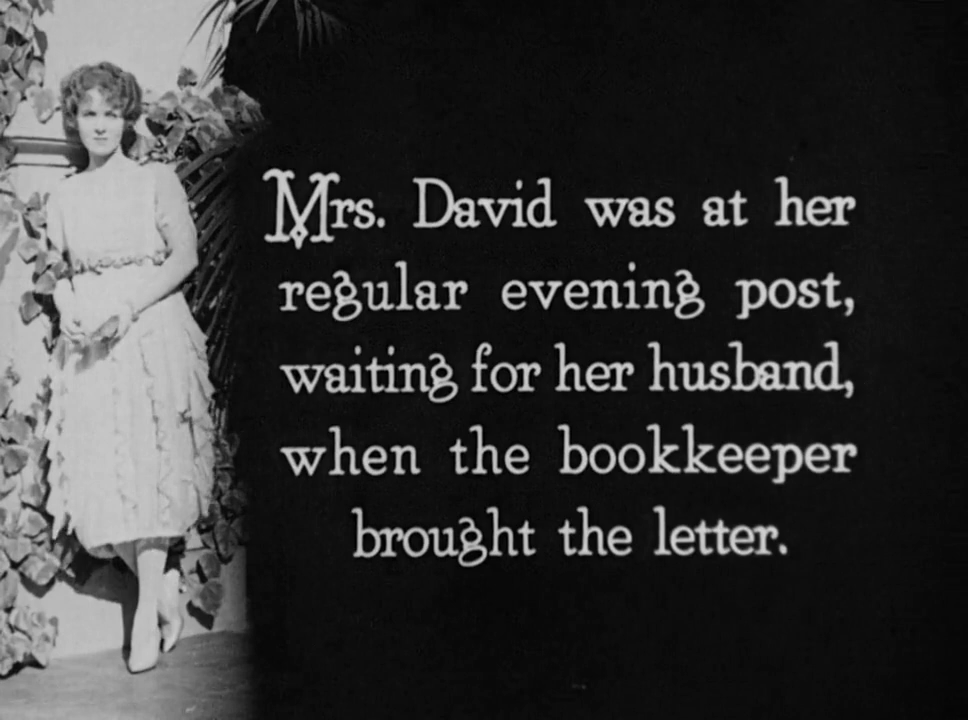 Mrs. David was at her
regular evening post,
waiting for her husband,
when the bookkeeper
brought the letter.